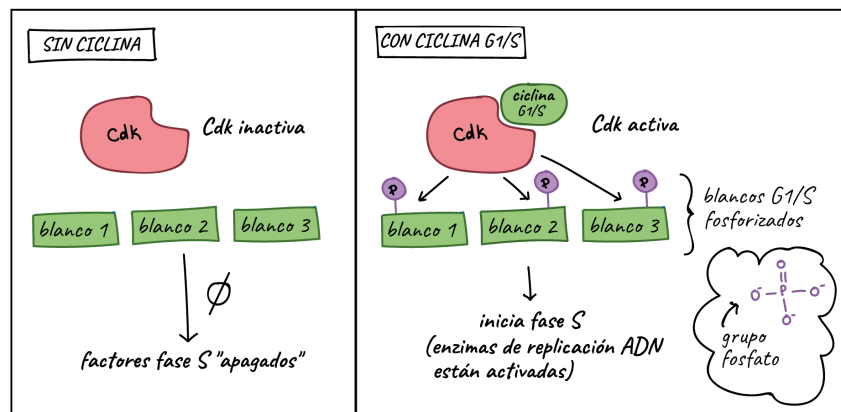 SIN CICLINA
Cdk
Cdk inactiva
blanco 1
blanco 2
blanco 3
Ø
factores fase S "apagados"
CON CICLINA G1/S
ciclina
G1/S
Cdk
Cdk activa
P
P
P
blanco 1
blanco 2
blanco 3
blancos G1/S
fosforizados
inicia fase S
(enzimas de replicación ADN
están activadas)
O
O⁻ P O⁻
O⁻
grupo
fosfato